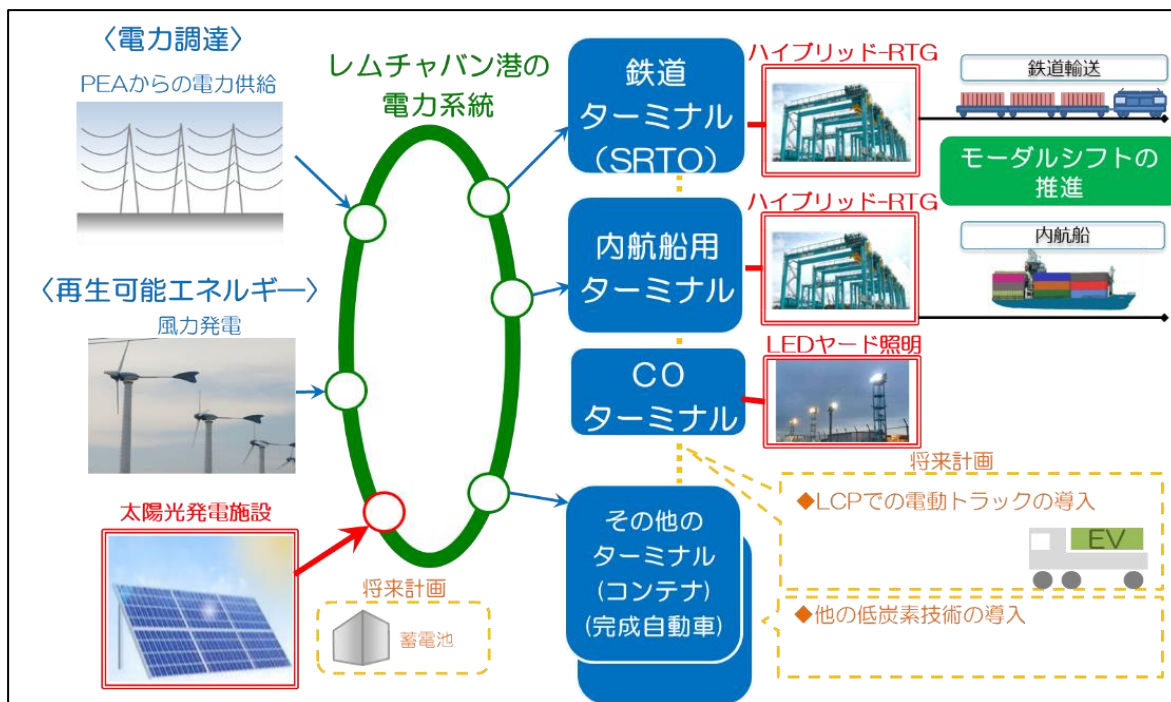 〈電力調達〉
PEAからの電力供給
〈再生可能エネルギー〉
風力発電
太陽光発電施設
レムチャバン港の
電力系統
将来計画
蓄電池
鉄道
ターミナル
（SRTO）
内航船用
ターミナル
CO
ターミナル
その他の
ターミナル
(コンテナ)
(完成自動車)
ハイブリッド-RTG
ハイブリッド-RTG
LEDヤード照明
鉄道輸送
モーダルシフトの
推進
内航船
将来計画
◆LCPでの電動トラックの導入
EV
◆他の低炭素技術の導入